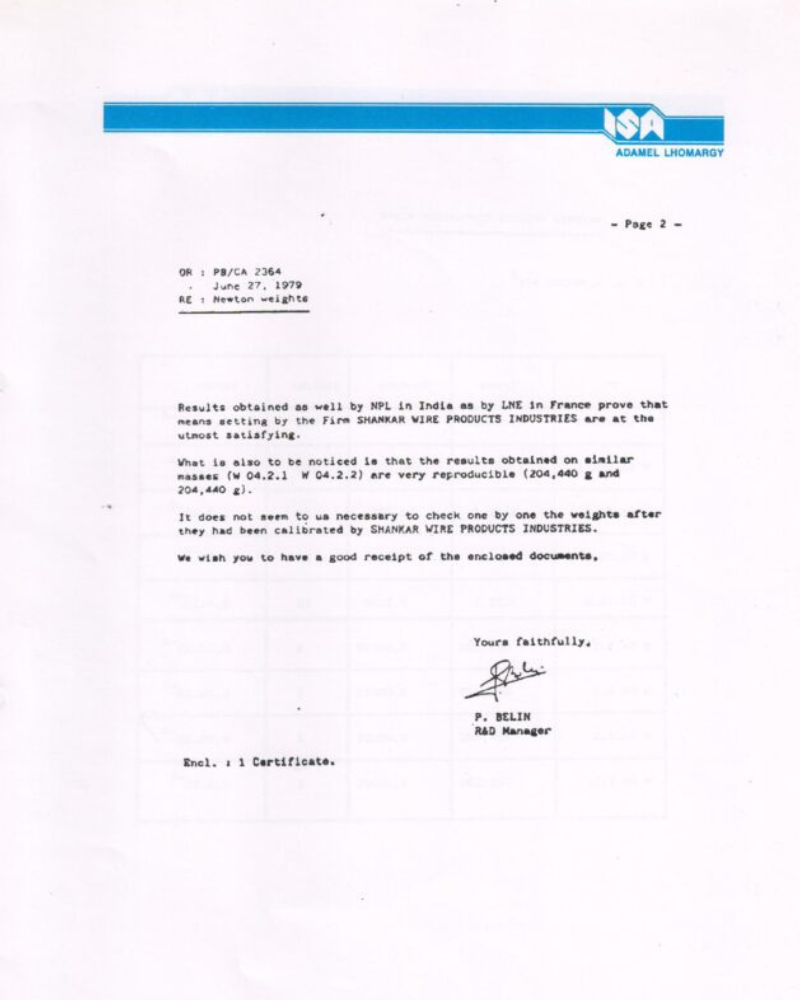 ISA
ADAMEL LHOMARGY
- Page 2 -
OR : PB/CA 2364
. June 27, 1979
RE : Newton weights
Results obtained as well by NPL in India as by LNE in France prove that
means setting by the Firm SHANKAR WIRE PRODUCTS INDUSTRIES are at the
utmost satisfying.
What is also to be noticed is that the results obtained on similar
masses (W 04.2.1 W 04.2.2) are very reproducible (204,440 g and
204,440 g).
It does not seem to us necessary to check one by one the weights after
they had been calibrated by SHANKAR WIRE PRODUCTS INDUSTRIES.
We wish you to have a good receipt of the enclosed documents,
Yours faithfully,
P. BELIN
R&D Manager
Encl. : 1 Certificate.